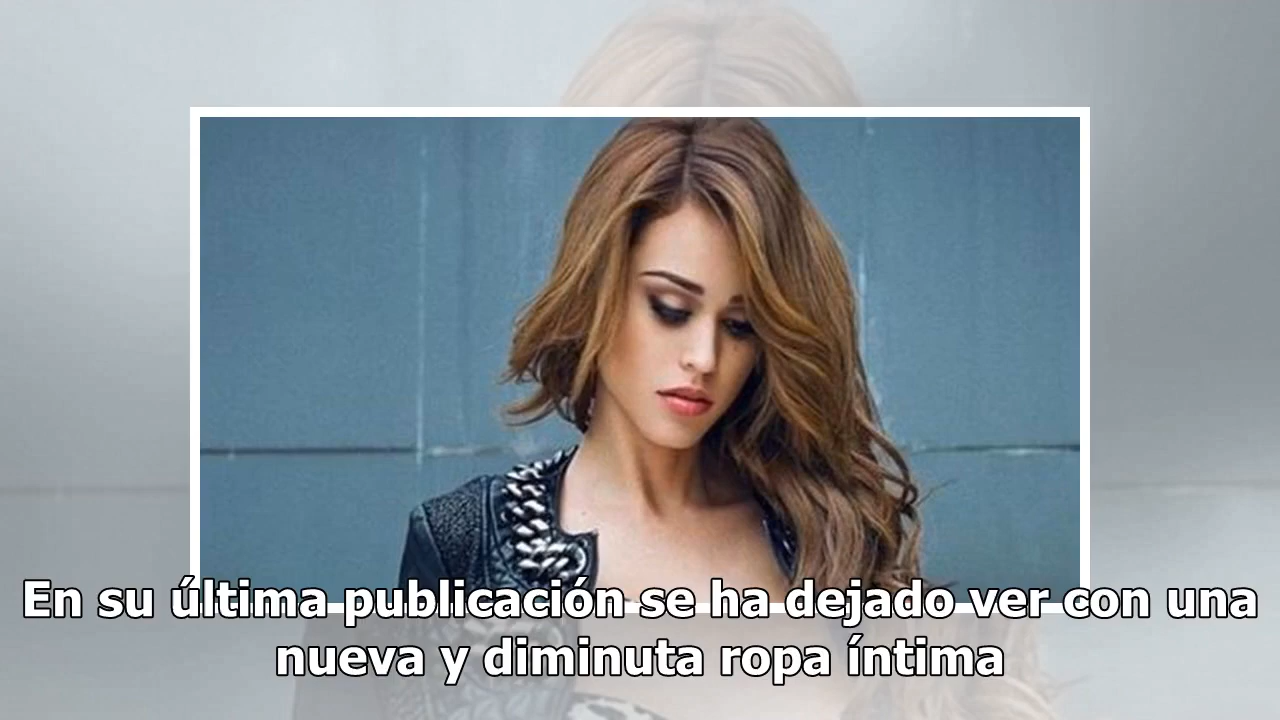 En su última publicación se ha dejado ver con una
nueva y diminuta ropa íntima